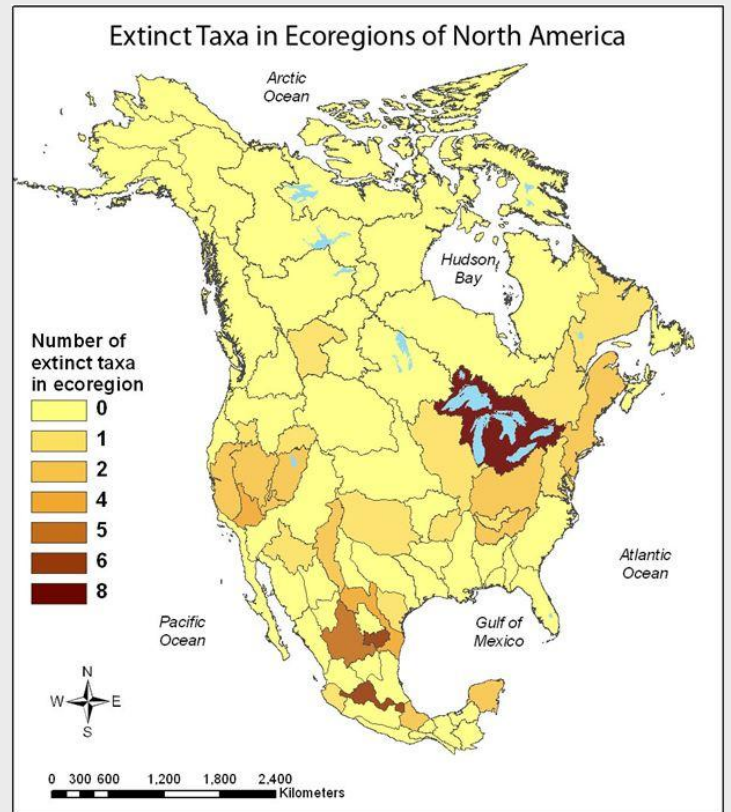 Extinct Taxa in Ecoregions of North America
Arctic
Ocean
Hudson
Bay
Number of
extinct taxa
in ecoregion
0
1
2
4
5
6
8
Atlantic
Ocean
Pacific
Ocean
Gulf of
Mexico
N
W E
S
0 300 600 1,200 1,800 2,400
Kilometers